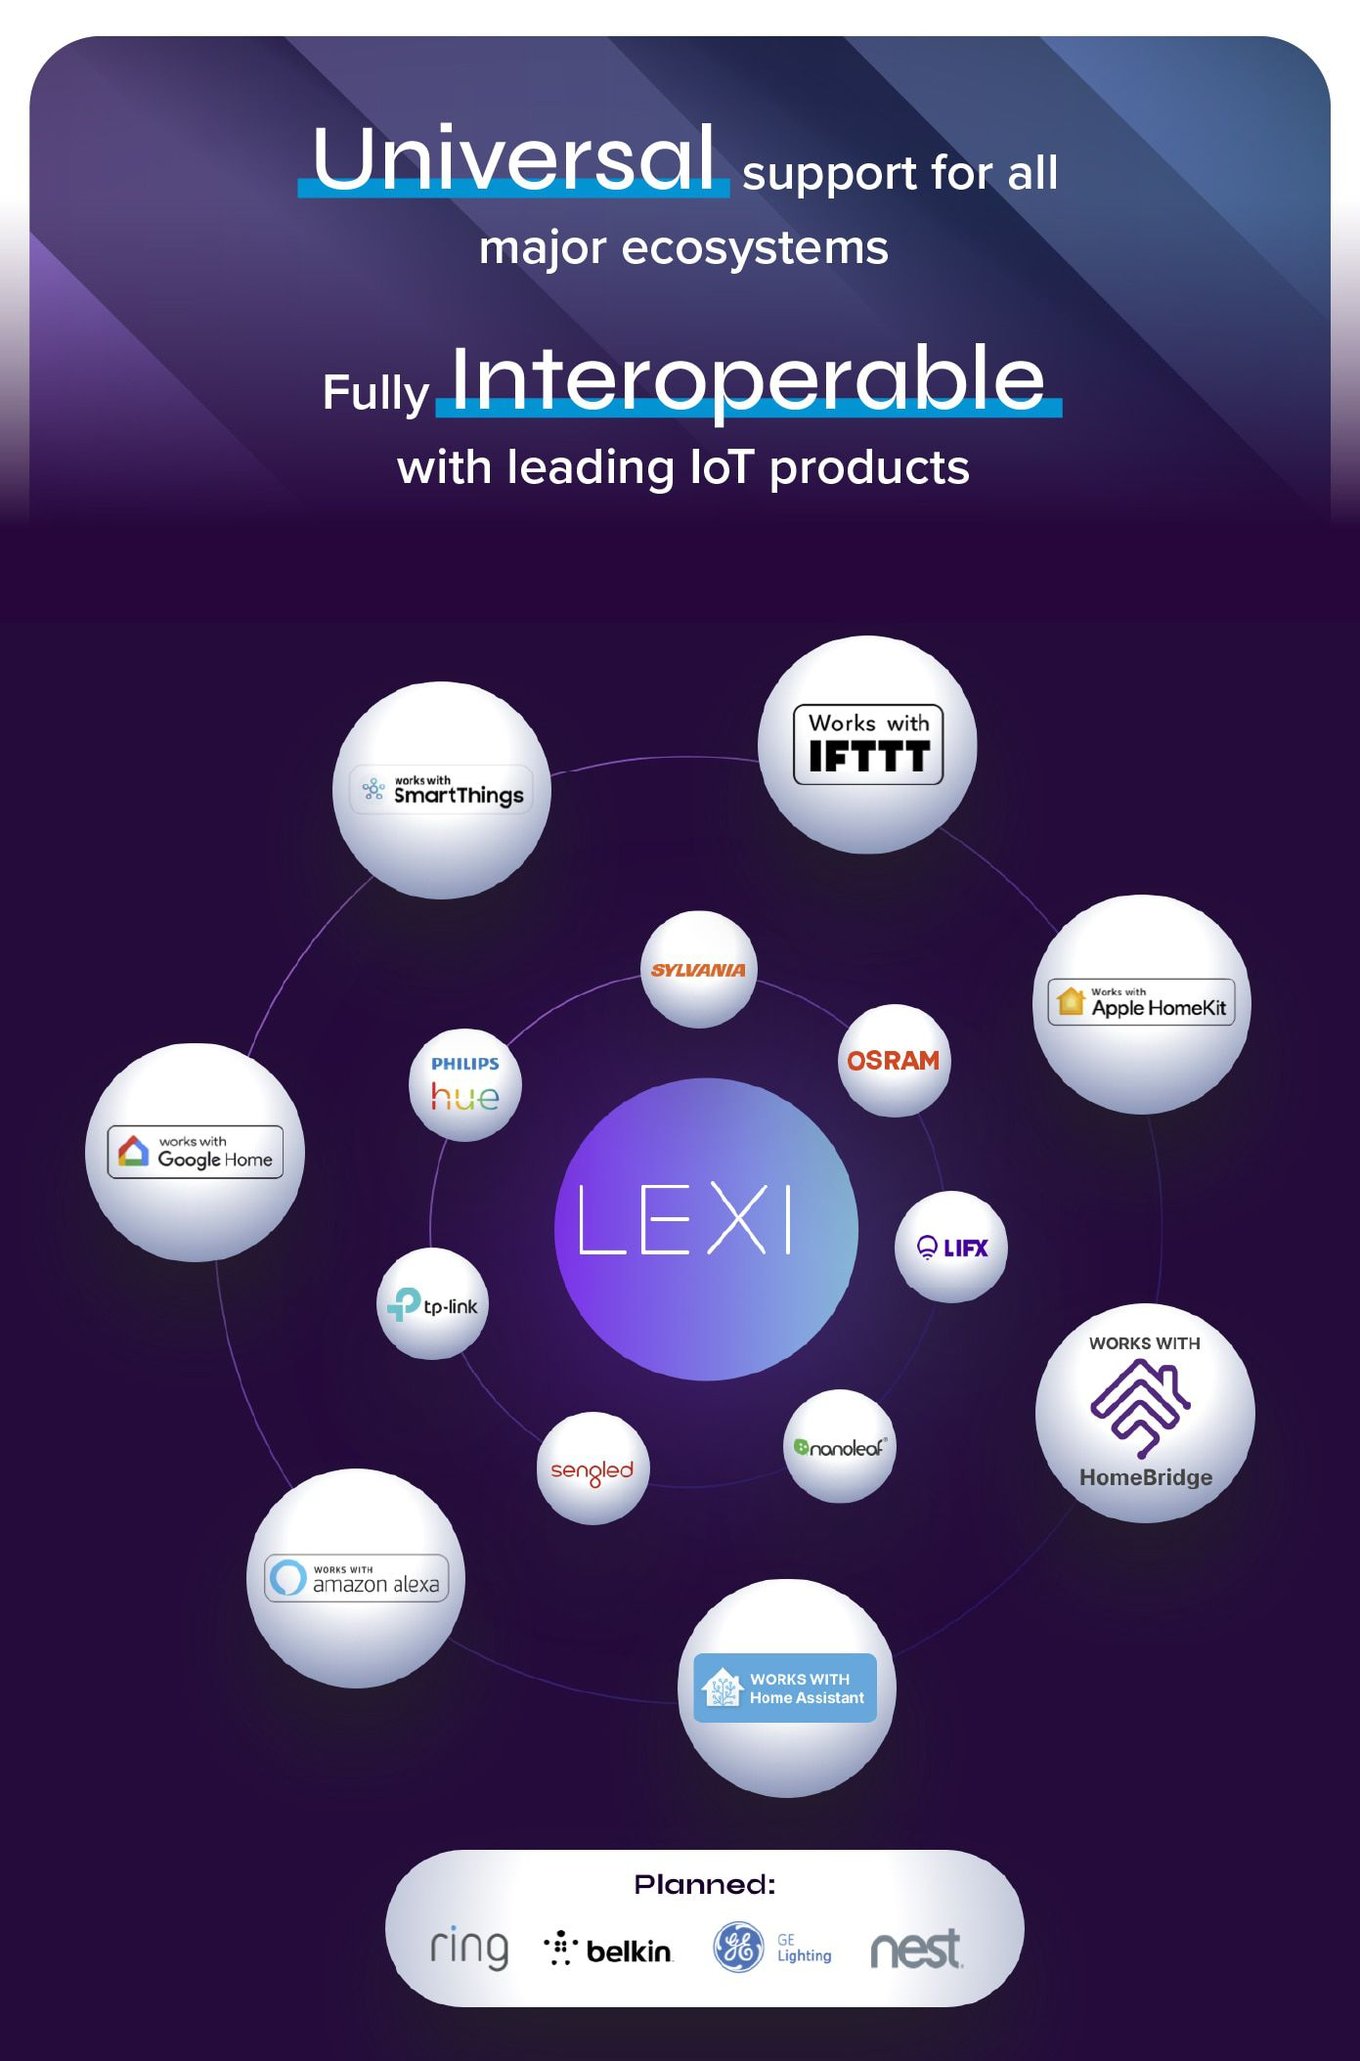 Universal support for all
major ecosystems
Fully Interoperable
with leading IoT products
Works with
IFTTT
works with
SmartThings
SYLVANIA
Works with
Apple HomeKit
OSRAM
PHILIPS
hue
works with
Google Home
LEXI
LIFX
tp-link
WORKS WITH
HomeBridge
nanoleaf®
sengled
WORKS WITH
amazon alexa
WORKS WITH
Home Assistant
Planned:
ring
belkin
GE
GE
Lighting
nest